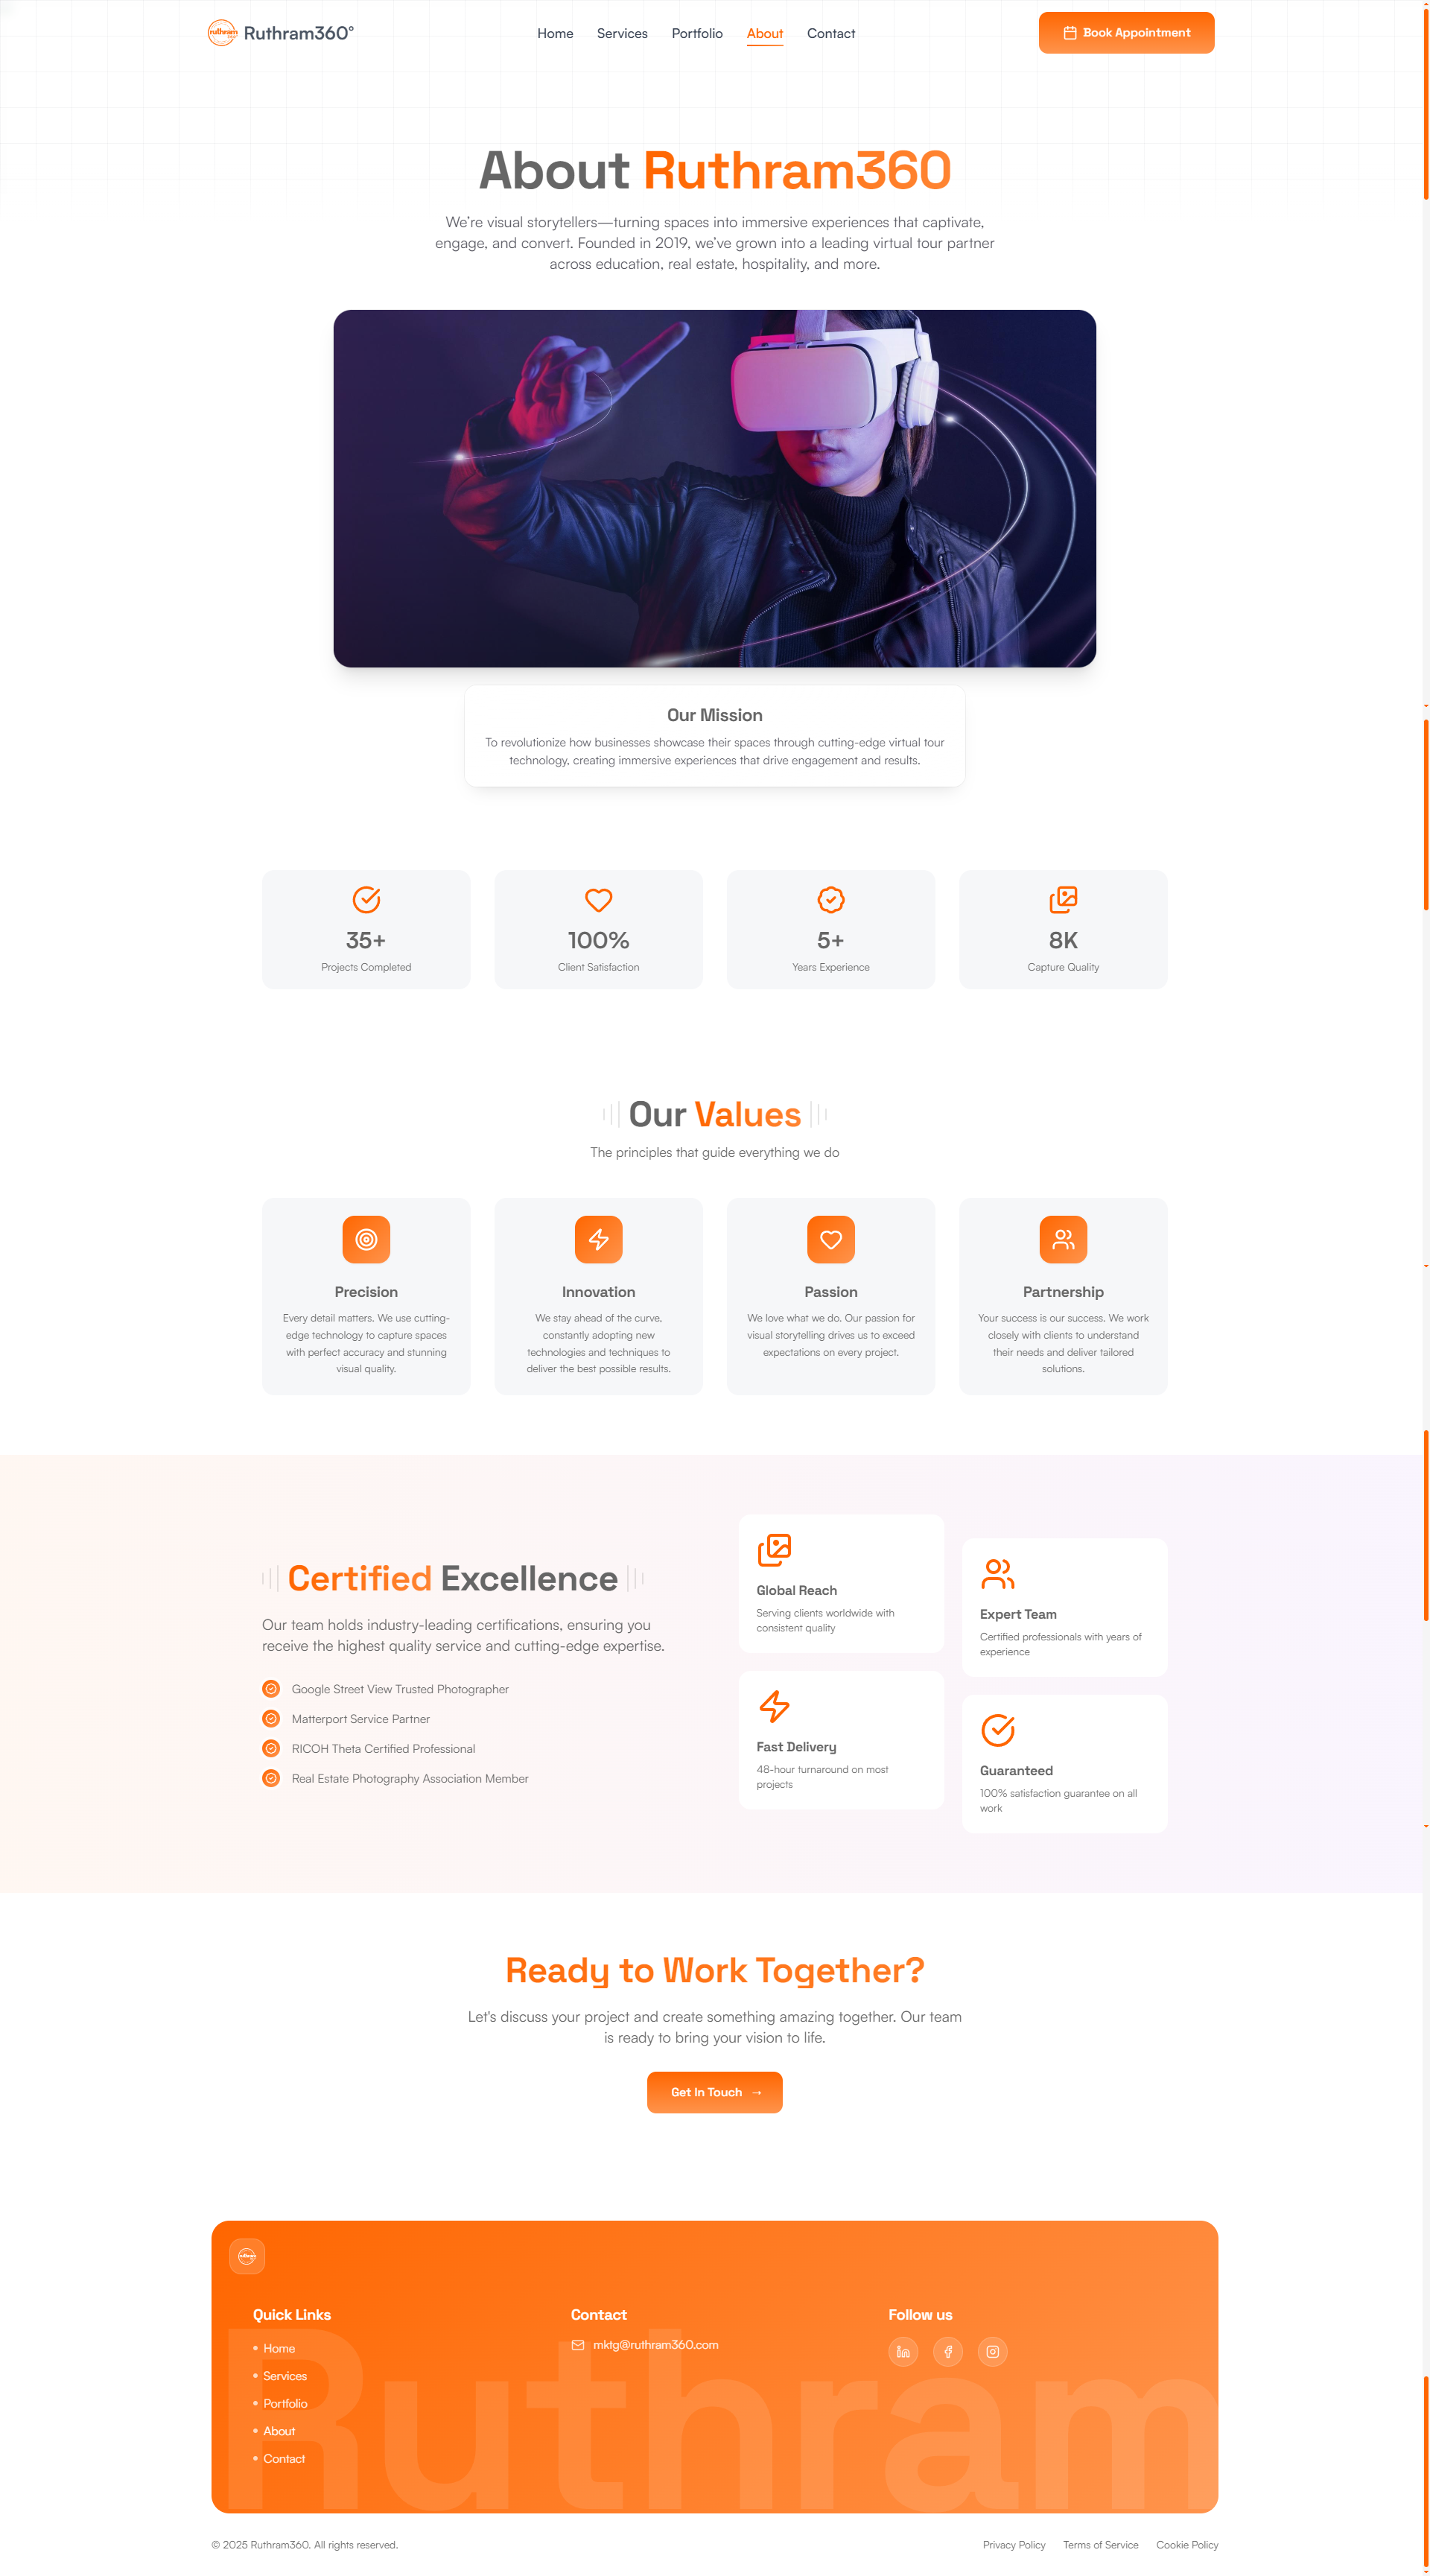 ruthram
Ruthram360°
Home
Services
Portfolio
About
Contact
Book Appointment
About Ruthram360
We’re visual storytellers—turning spaces into immersive experiences that captivate,
engage, and convert. Founded in 2019, we’ve grown into a leading virtual tour partner
across education, real estate, hospitality, and more.
Our Mission
To revolutionize how businesses showcase their spaces through cutting-edge virtual tour
technology, creating immersive experiences that drive engagement and results.
35+
Projects Completed
100%
Client Satisfaction
5+
Years Experience
8K
Capture Quality
Our Values
The principles that guide everything we do
Precision
Every detail matters. We use cutting-
edge technology to capture spaces
with perfect accuracy and stunning
visual quality.
Innovation
We stay ahead of the curve,
constantly adopting new
technologies and techniques to
deliver the best possible results.
Passion
We love what we do. Our passion for
visual storytelling drives us to exceed
expectations on every project.
Partnership
Your success is our success. We work
closely with clients to understand
their needs and deliver tailored
solutions.
Certified Excellence
Our team holds industry-leading certifications, ensuring you
receive the highest quality service and cutting-edge expertise.
Google Street View Trusted Photographer
Matterport Service Partner
RICOH Theta Certified Professional
Real Estate Photography Association Member
Global Reach
Serving clients worldwide with
consistent quality
Expert Team
Certified professionals with years of
experience
Fast Delivery
48-hour turnaround on most
projects
Guaranteed
100% satisfaction guarantee on all
work
Ready to Work Together?
Let's discuss your project and create something amazing together. Our team
is ready to bring your vision to life.
Get In Touch →
Quick Links
Home
Services
Portfolio
About
Contact
Contact
mktg@ruthram360.com
Follow us
Ruthram
© 2025 Ruthram360. All rights reserved.
Privacy Policy
Terms of Service
Cookie Policy